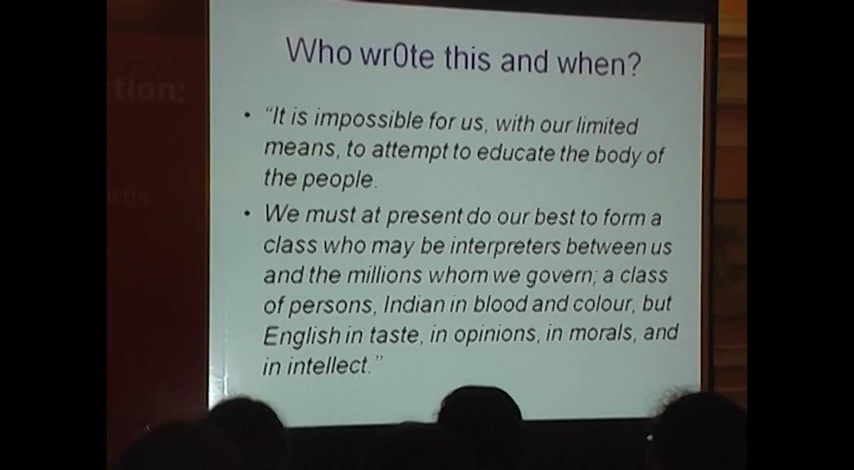 Who wr0te this and when?
• "It is impossible for us, with our limited
means, to attempt to educate the body of
the people.
• We must at present do our best to form a
class who may be interpreters between us
and the millions whom we govern; a class
of persons, Indian in blood and colour, but
English in taste, in opinions, in morals, and
in intellect."